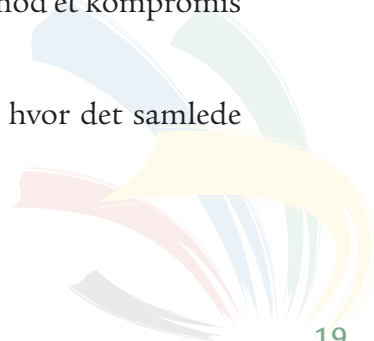 mod et kompromis
hvor det samlede
19